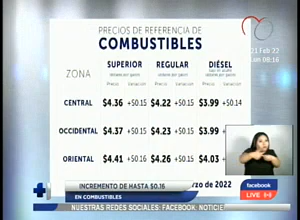 PRECIOS DE REFERENCIA DE
COMBUSTIBLES
21 Feb 22
08:16
ZONA SUPERIOR REGULAR DIÉSEL
Precio Variación Precio Variación Precio Variación
CENTRAL $4.36 +$0.15 $4.22 +$0.15 $3.99 +$0.14
OCCIDENTAL $4.37 +$0.15 $4.23 +$0.15 $3.99
ORIENTAL $4.41 +$0.16 $4.26 +$0.15 $4.03
INCREMENTO DE HASTA $0.16
EN COMBUSTIBLES
de 2022
facebook
LIVE
NUESTRAS REDES SOCIALES: FACEBOOK: NOTICIE